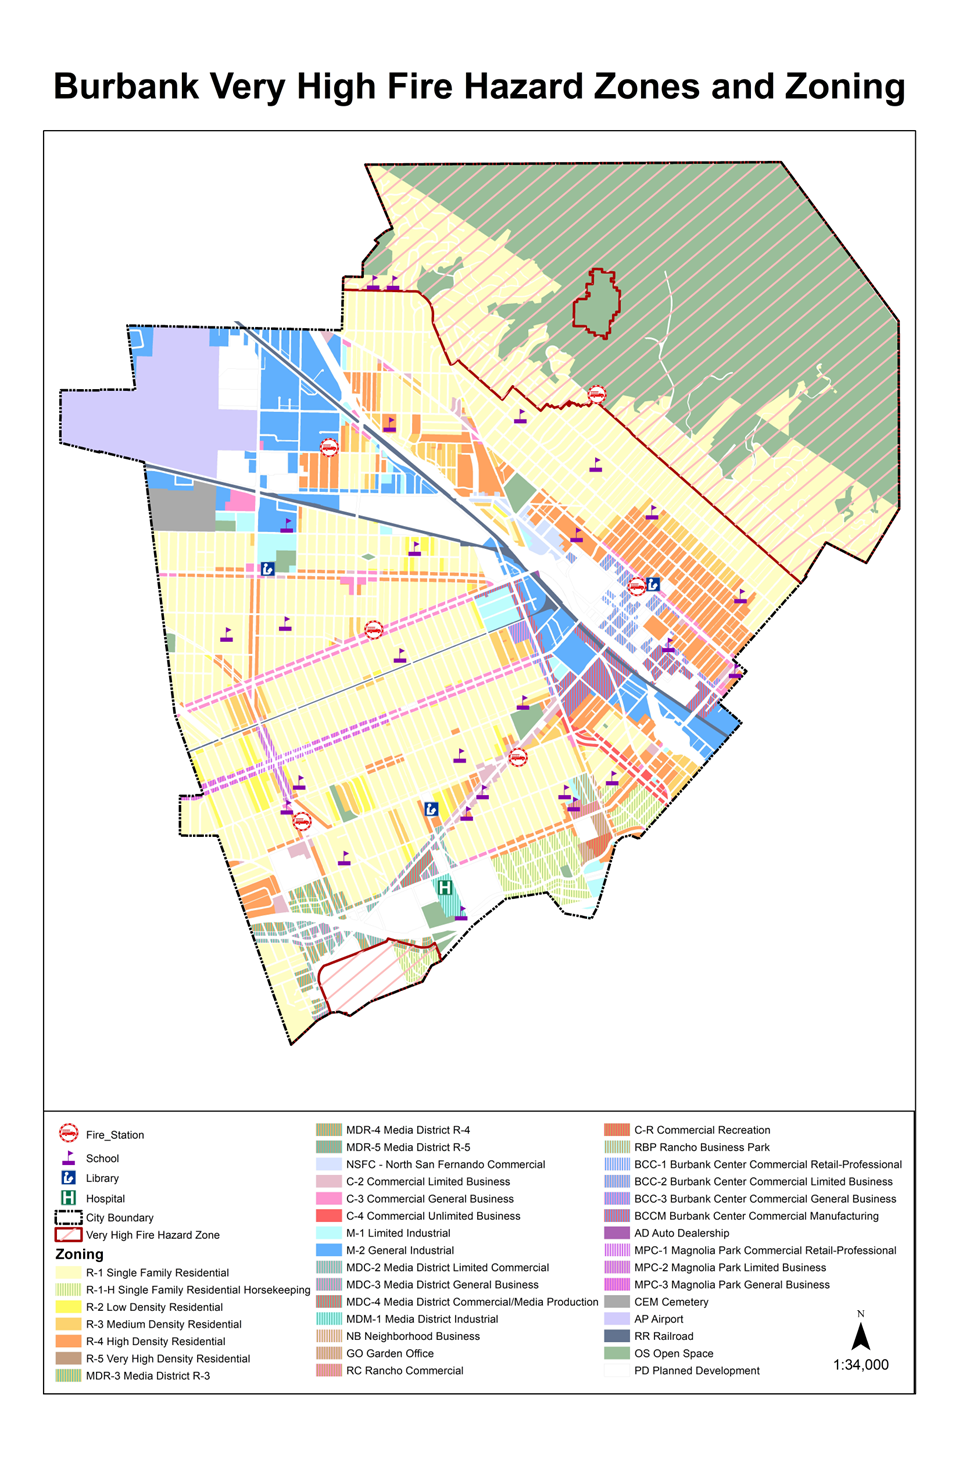 Burbank Very High Fire Hazard Zones and Zoning
H
Fire_Station
School
Library
H
Hospital
City Boundary
Very High Fire Hazard Zone
Zoning
R-1 Single Family Residential
R-1-H Single Family Residential Horsekeeping
R-2 Low Density Residential
R-3 Medium Density Residential
R-4 High Density Residential
R-5 Very High Density Residential
MDR-3 Media District R-3
MDR-4 Media District R-4
MDR-5 Media District R-5
NSFC - North San Fernando Commercial
C-2 Commercial Limited Business
C-3 Commercial General Business
C-4 Commercial Unlimited Business
M-1 Limited Industrial
M-2 General Industrial
MDC-2 Media District Limited Commercial
MDC-3 Media District General Business
MDC-4 Media District Commercial/Media Production
MDM-1 Media District Industrial
NB Neighborhood Business
GO Garden Office
RC Rancho Commercial
C-R Commercial Recreation
RBP Rancho Business Park
BCC-1 Burbank Center Commercial Retail-Professional
BCC-2 Burbank Center Commercial Limited Business
BCC-3 Burbank Center Commercial General Business
BCCM Burbank Center Commercial Manufacturing
AD Auto Dealership
MPC-1 Magnolia Park Commercial Retail-Professional
MPC-2 Magnolia Park Limited Business
MPC-3 Magnolia Park General Business
CEM Cemetery
AP Airport
RR Railroad
OS Open Space
PD Planned Development
N
1:34,000